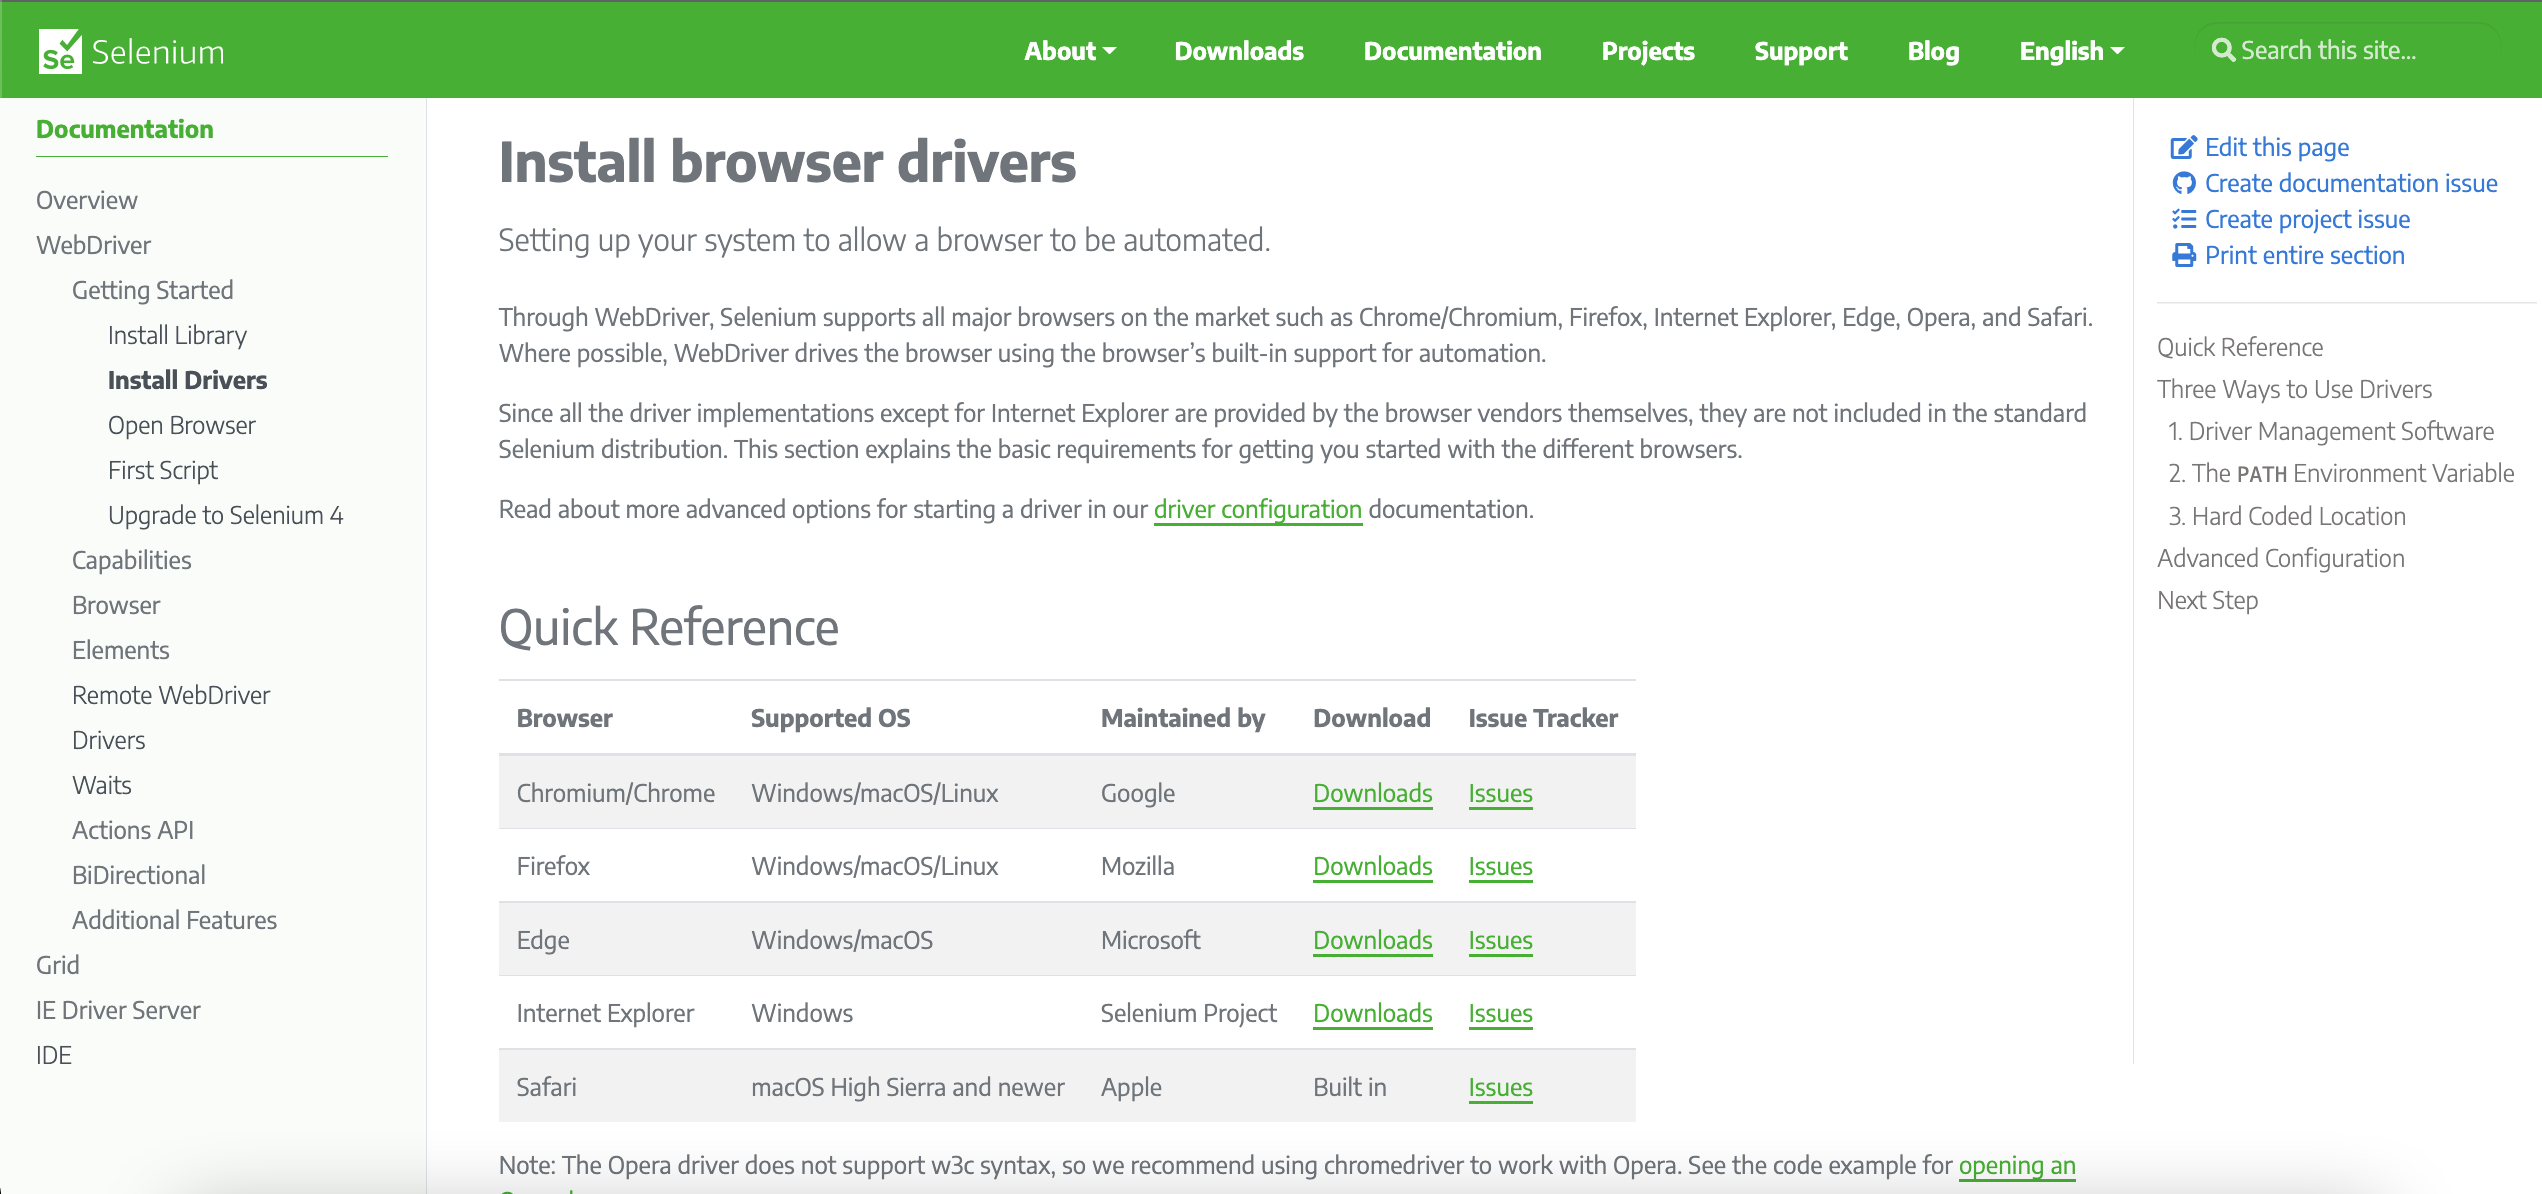 Se Selenium
About
Downloads
Documentation
Projects
Support
Blog
English
Search this site...
Documentation
Overview
WebDriver
Getting Started
Install Library
Install Drivers
Open Browser
First Script
Upgrade to Selenium 4
Capabilities
Browser
Elements
Remote WebDriver
Drivers
Waits
Actions API
BiDirectional
Additional Features
Grid
IE Driver Server
IDE
Install browser drivers
Setting up your system to allow a browser to be automated.
Through WebDriver, Selenium supports all major browsers on the market such as Chrome/Chromium, Firefox, Internet Explorer, Edge, Opera, and Safari.
Where possible, WebDriver drives the browser using the browser’s built-in support for automation.
Since all the driver implementations except for Internet Explorer are provided by the browser vendors themselves, they are not included in the standard
Selenium distribution. This section explains the basic requirements for getting you started with the different browsers.
Read about more advanced options for starting a driver in our driver configuration documentation.
Quick Reference
Browser Supported OS Maintained by Download Issue Tracker
Chromium/Chrome Windows/macOS/Linux Google Downloads Issues
Firefox Windows/macOS/Linux Mozilla Downloads Issues
Edge Windows/macOS Microsoft Downloads Issues
Internet Explorer Windows Selenium Project Downloads Issues
Safari macOS High Sierra and newer Apple Built in Issues
Note: The Opera driver does not support w3c syntax, so we recommend using chromedriver to work with Opera. See the code example for opening an
Edit this page
Create documentation issue
Create project issue
Print entire section
Quick Reference
Three Ways to Use Drivers
1. Driver Management Software
2. The PATH Environment Variable
3. Hard Coded Location
Advanced Configuration
Next Step